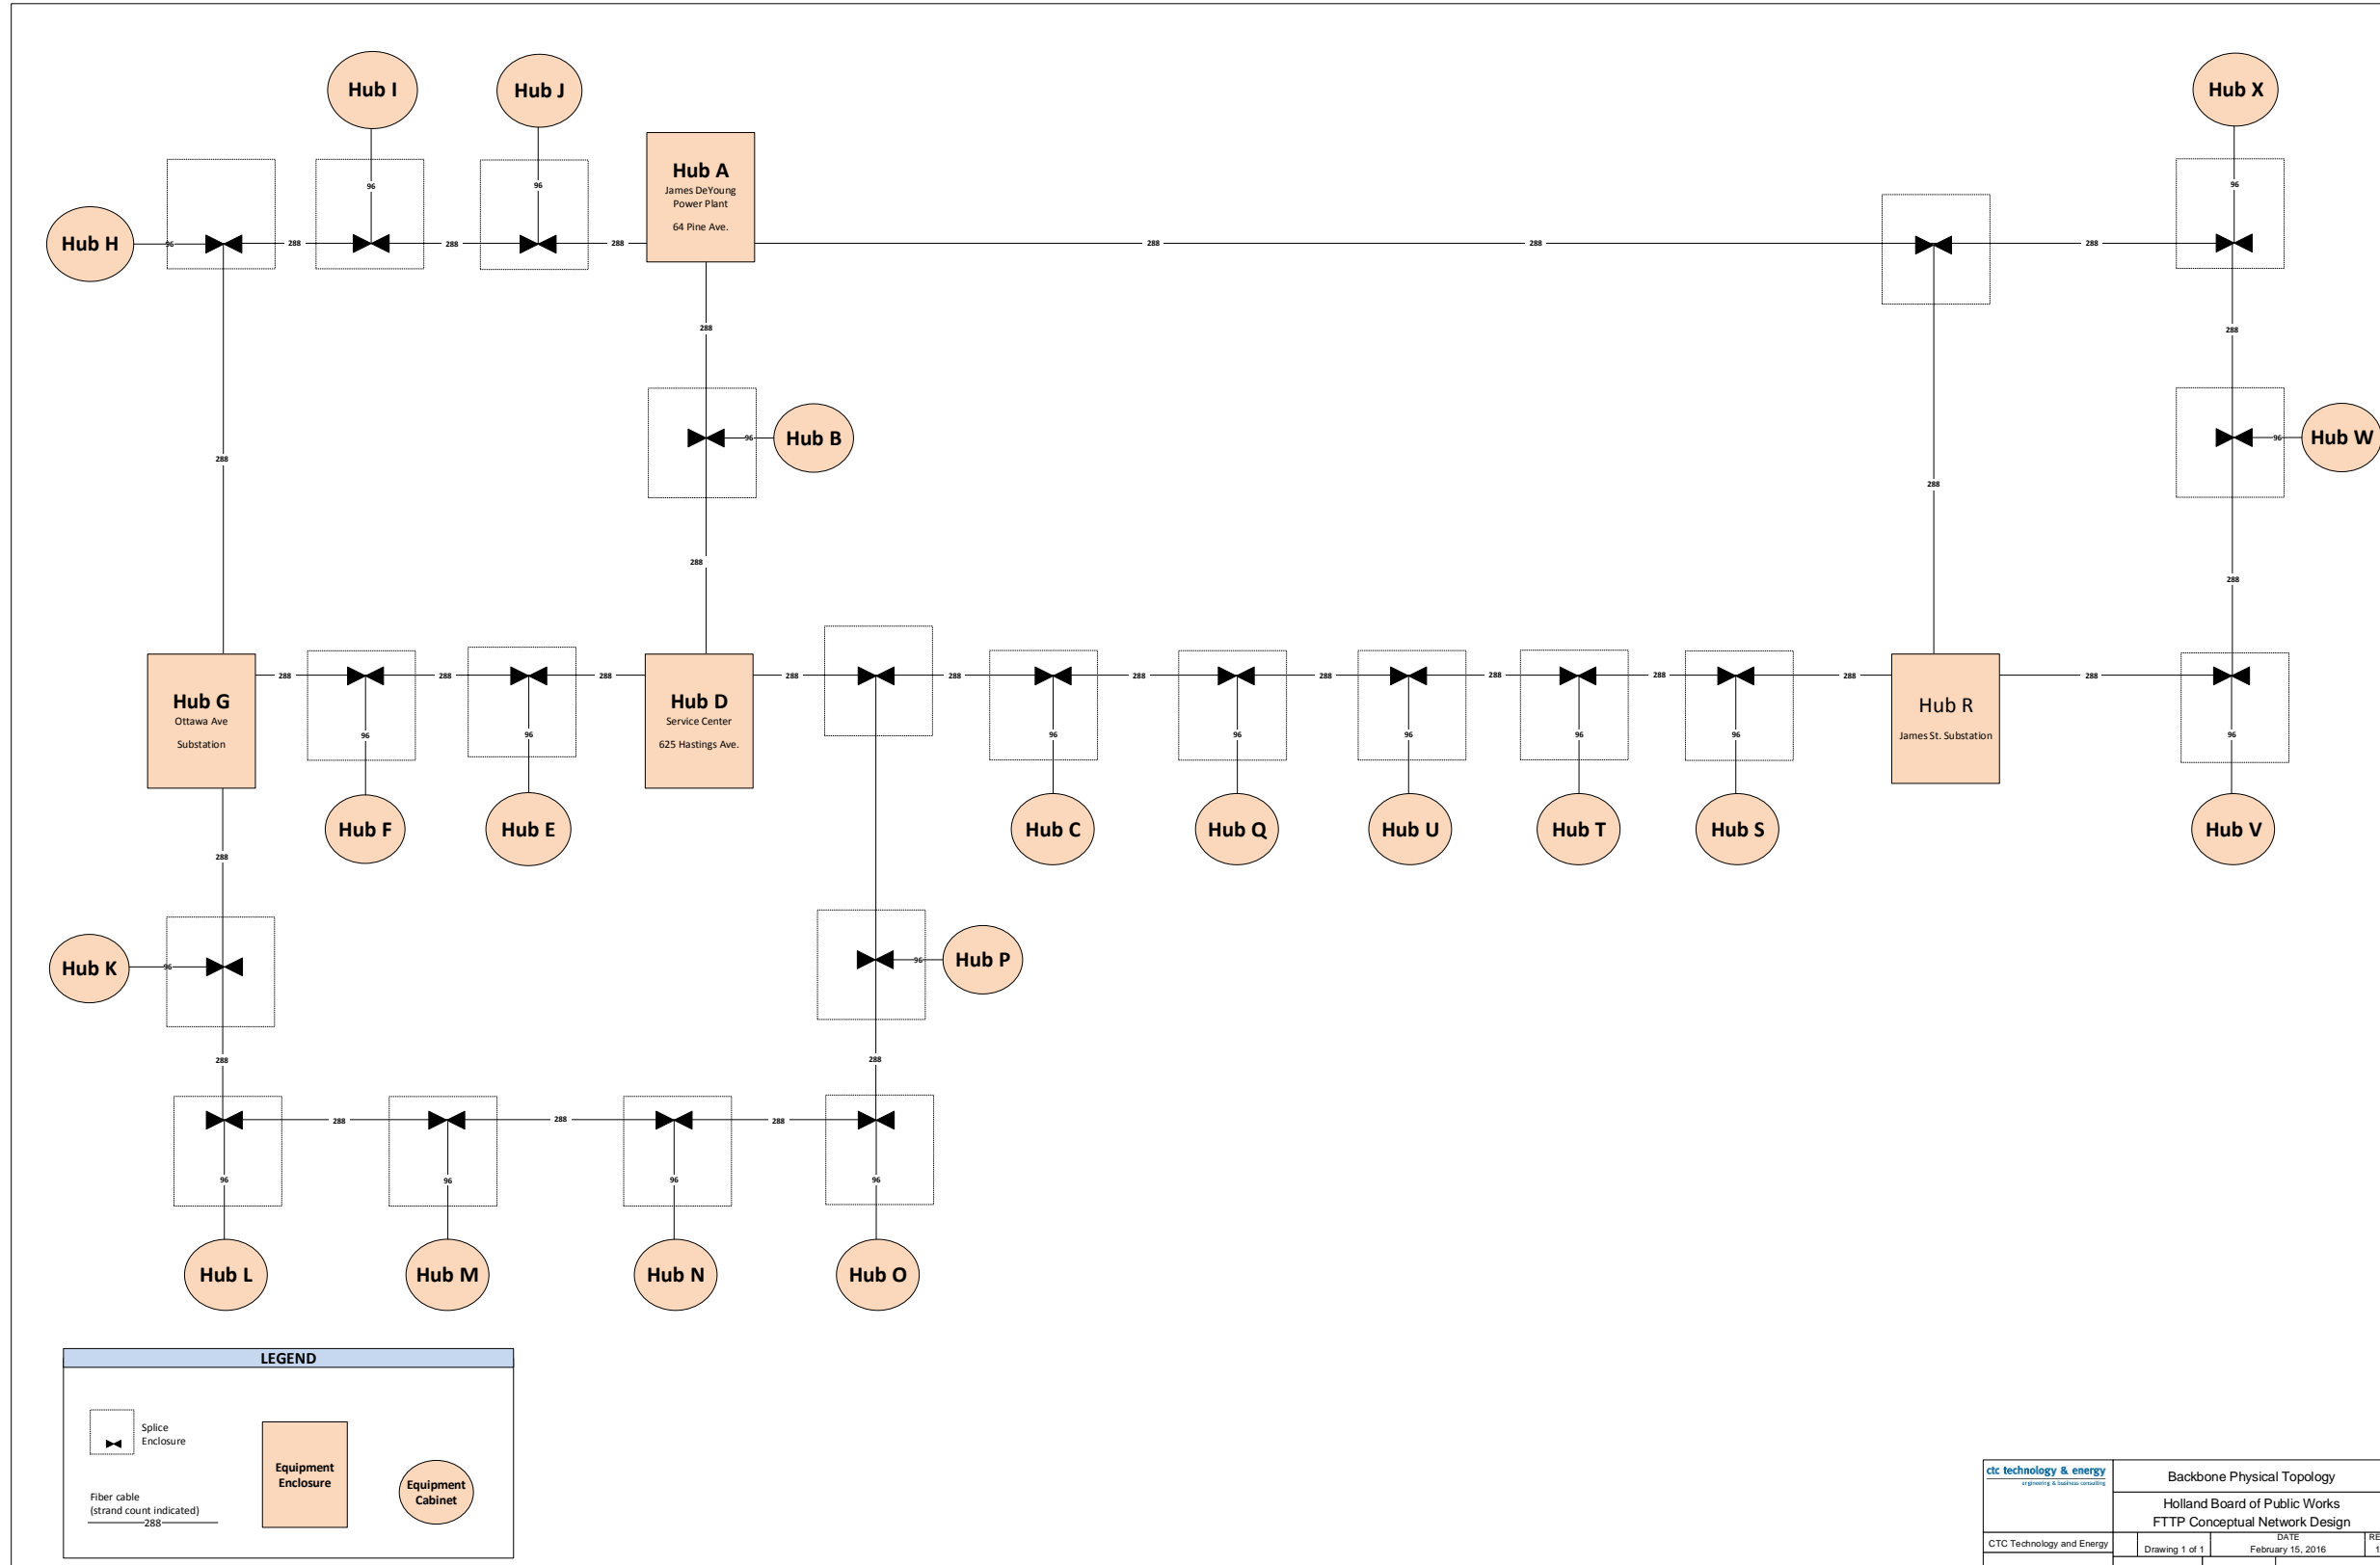 Hub I
Hub J
Hub X
Hub A
James DeYoung
Power Plant
64 Pine Ave.
96
96
96
Hub H
96
288
288
288
288
288
288
288
288
288
Hub B
96
Hub W
96
288
288
288
288
Hub G
Ottawa Ave
Substation
288
288
288
Hub D
Service Center
625 Hastings Ave.
288
288
288
288
288
288
288
Hub R
James St. Substation
288
96
96
96
96
96
96
96
96
Hub F
Hub E
Hub C
Hub Q
Hub U
Hub T
Hub S
Hub V
288
Hub K
96
Hub P
96
288
288
288
288
288
96
96
96
96
Hub L
Hub M
Hub N
Hub O
LEGEND
Splice
Enclosure
Fiber cable
(strand count indicated)
288
Equipment
Enclosure
Equipment
Cabinet
ctc technology & energy
engineering & business consulting
Backbone Physical Topology
Holland Board of Public Works
FTTP Conceptual Network Design
CTC Technology and Energy
Drawing 1 of 1
DATE
February 15, 2016
1